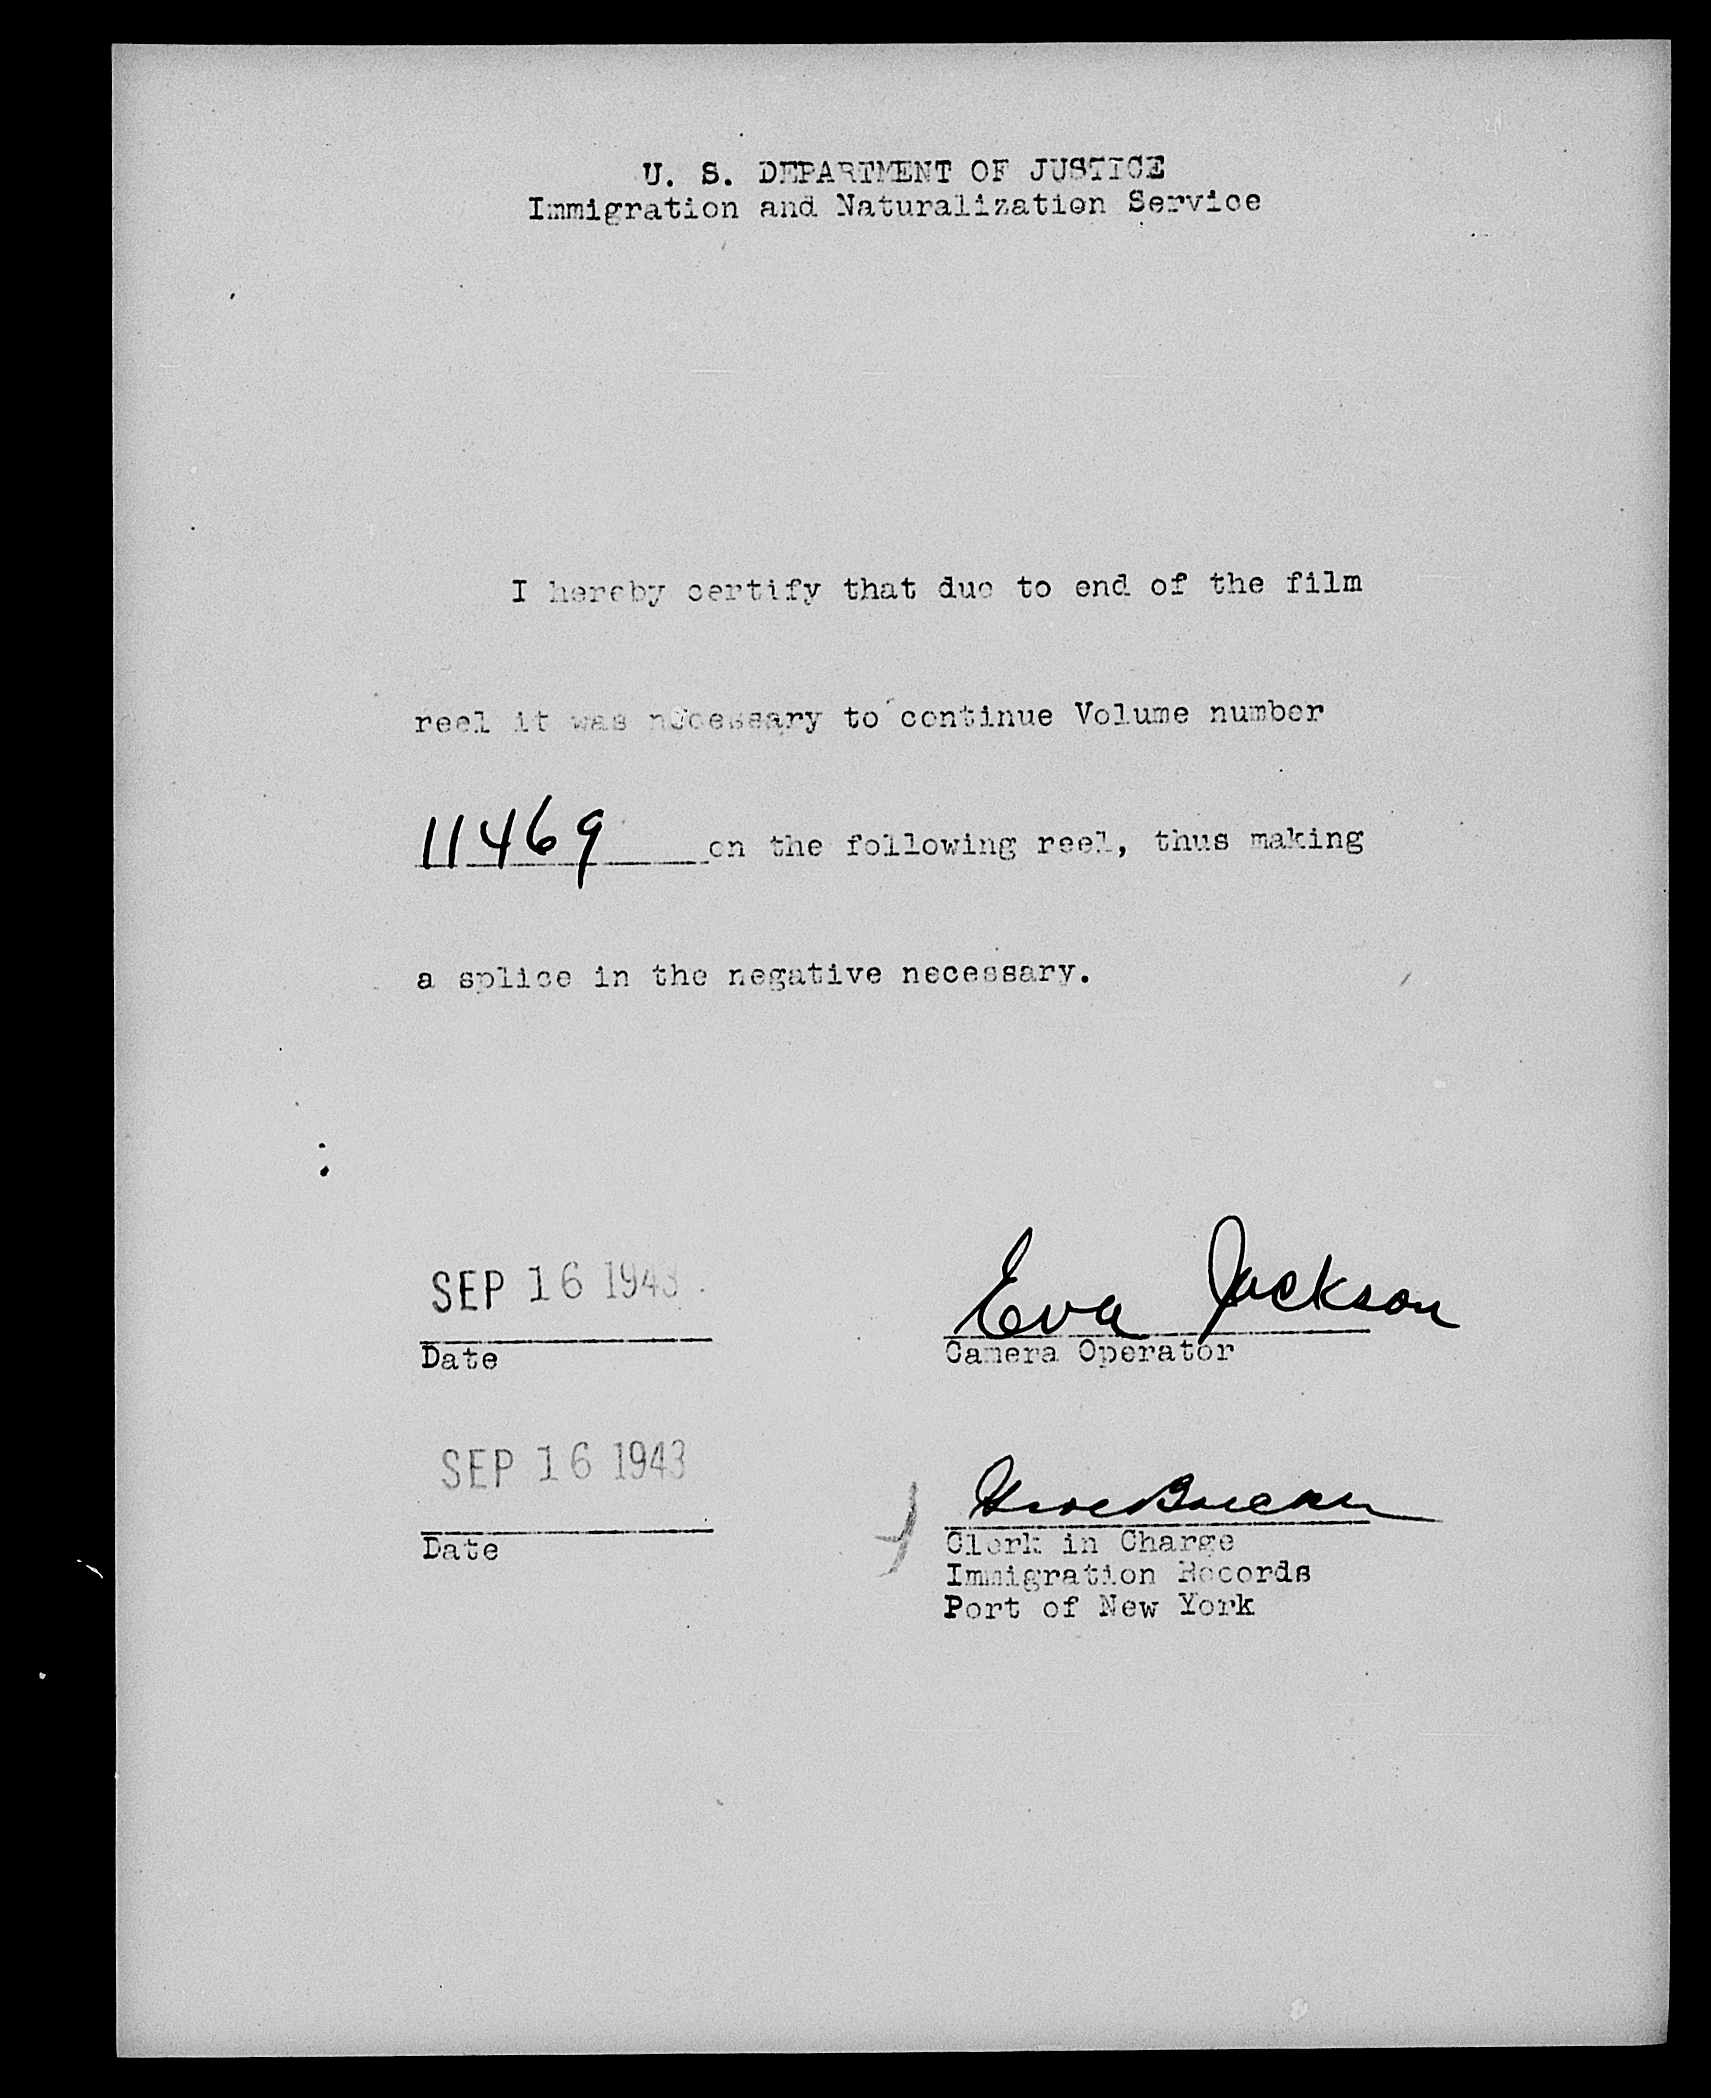 U. S. DEPARTMENT OF JUSTICE
Immigration and Naturalization Service
I hereby certify that due to end of the film
reel it was necessary to continue Volume number
11469 on the following reel, thus making
a splice in the negative necessary.
SEP 16 1943
Date
Eva Jackson
Camera Operator
SEP 16 1943
Date
Clerk in Charge
Immigration Records
Port of New York